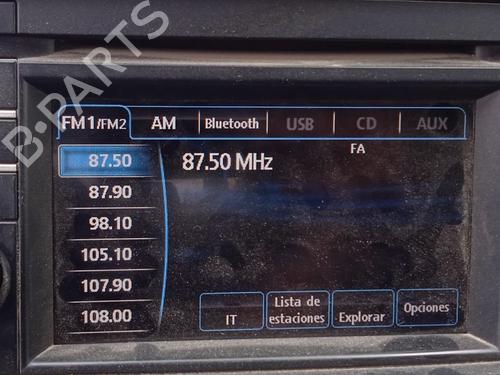 B-PARTS
FM1/FM2 AM Bluetooth USB CD AUX
FA
87.50 87.50 MHz
87.90
98.10
105.10
107.90
108.00
IT Lista de estaciones Explorar Opciones